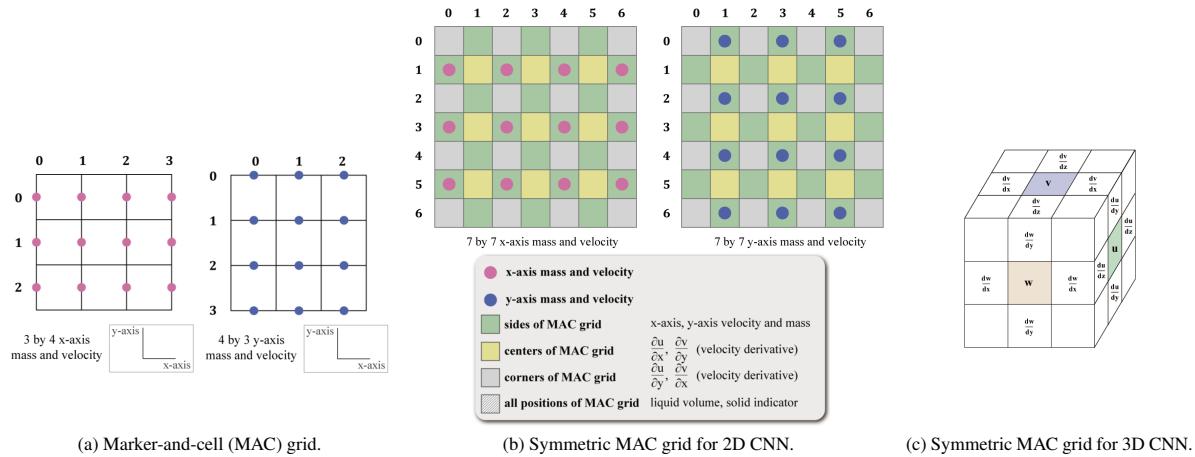 0 1 2 3
0
1
2
3 by 4 x-axis
mass and velocity
y-axis
x-axis
0 1 2
0
1
2
3
4 by 3 y-axis
mass and velocity
y-axis
x-axis
(a) Marker-and-cell (MAC) grid.
0 1 2 3 4 5 6
0
1
2
3
4
5
6
7 by 7 x-axis mass and velocity
0 1 2 3 4 5 6
0
1
2
3
4
5
6
7 by 7 y-axis mass and velocity
x-axis mass and velocity
y-axis mass and velocity
sides of MAC grid x-axis, y-axis velocity and mass
centers of MAC grid ∂u/∂x, ∂v/∂y (velocity derivative)
corners of MAC grid ∂u/∂y, ∂v/∂x (velocity derivative)
all positions of MAC grid liquid volume, solid indicator
(b) Symmetric MAC grid for 2D CNN.
dv/dz
dv/dx v dv/dx
dv/dz
dw/dy
dw/dx w dw/dx
dw/dy
du/dy
du/dz u du/dz
du/dy
(c) Symmetric MAC grid for 3D CNN.